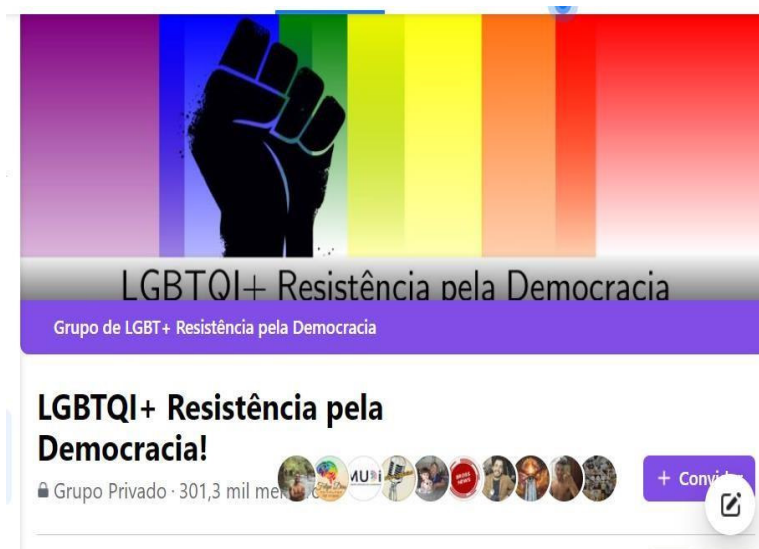 LGBTQI+ Resistência pela Democracia
Grupo de LGBT+ Resistência pela Democracia
LGBTQI+ Resistência pela
Democracia!
Grupo Privado · 301,3 mil
MUDi
NEWS
+